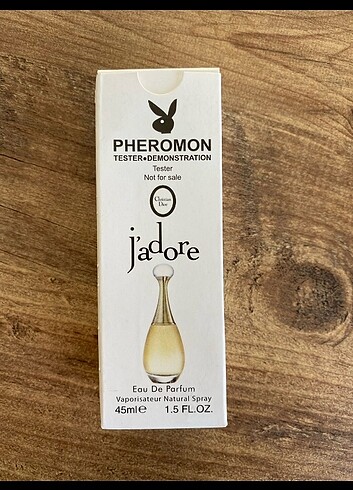 PHEROMON
TESTER●DEMONSTRATION
Tester
Not for sale
Christian
Dior
j'adore
Eau De Parfum
Vaporisateur Natural Spray
45ml℮ 1.5 FL.OZ.